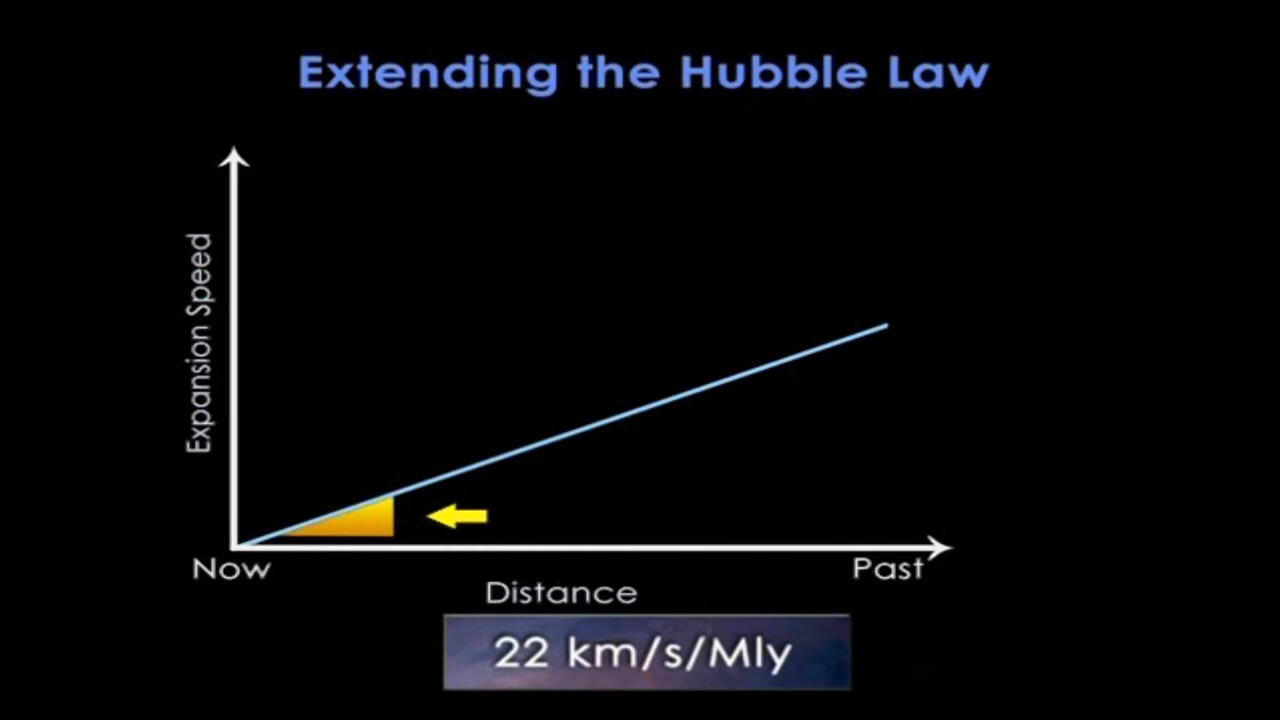 Extending the Hubble Law
Expansion Speed
Now
Past
Distance
22 km/s/Mly